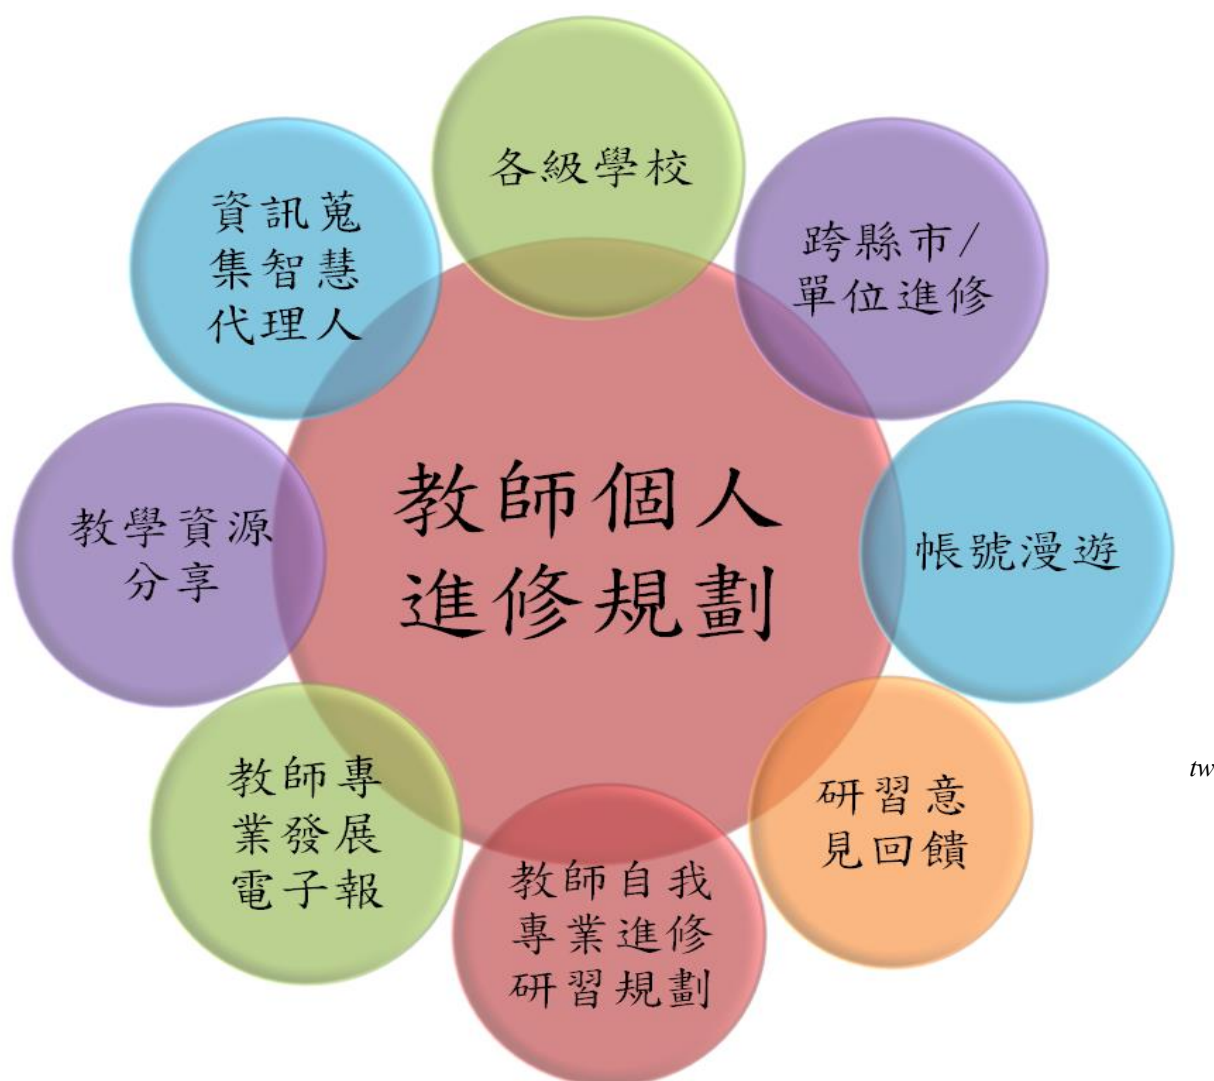 各級學校
跨縣市/
單位進修
帳號漫遊
研習意
見回饋
教師自我
專業進修
研習規劃
教師專
業發展
電子報
教學資源
分享
資訊蒐
集智慧
代理人
教師個人
進修規劃
tw